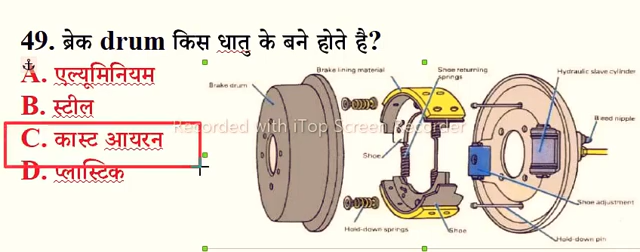 49. ब्रेक drum किस धातु के बने होते है?
A. एल्यूमिनियम
B. स्टील
C. कास्ट आयरन
D. प्लास्टिक
Brake drum
Brake lining material
Shoe returning springs
Hydraulic slave cylinder
Bleed nipple
Recorded with iTop Screen Recorder
Shoe
Shoe adjustment
Hold-down springs
Shoe
Hold-down pin